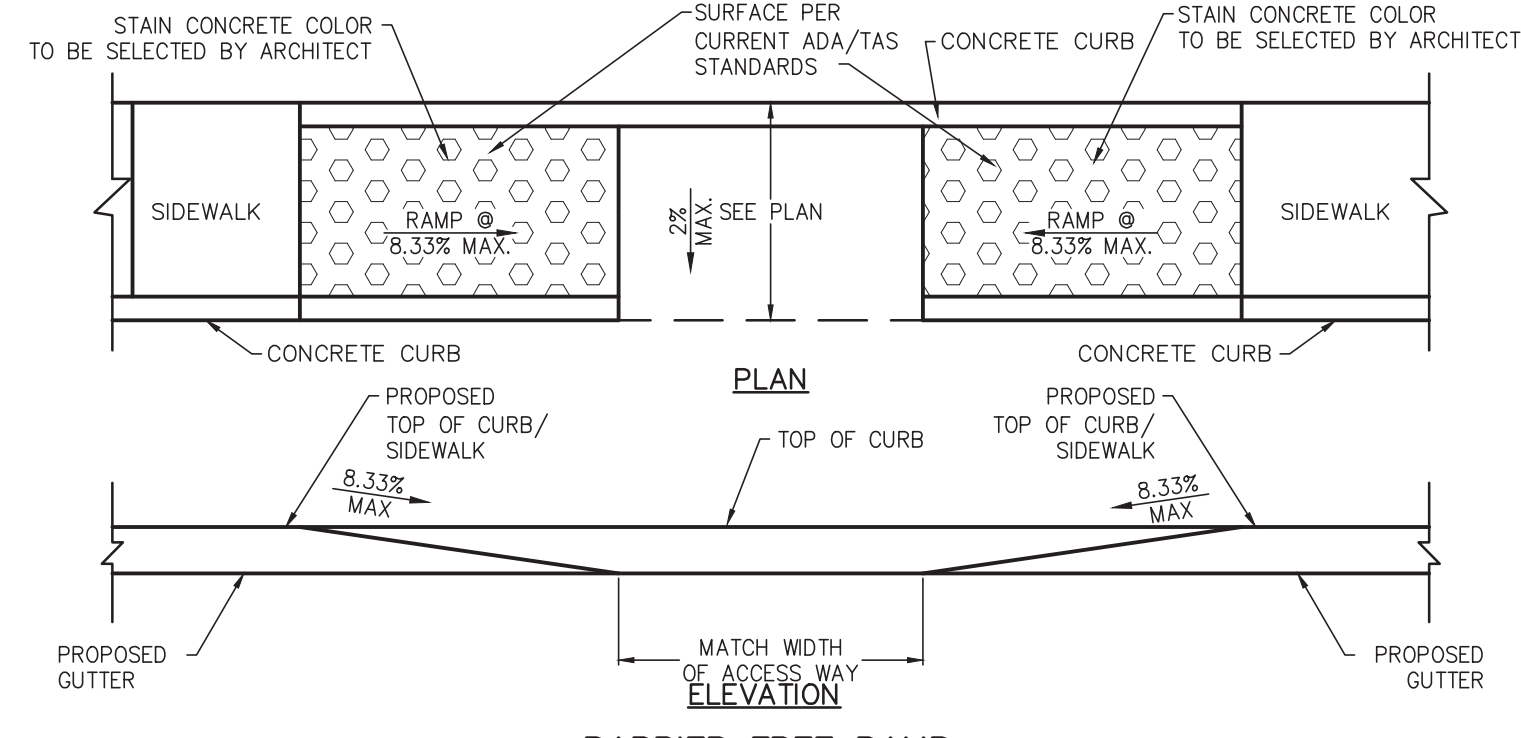 STAIN CONCRETE COLOR
TO BE SELECTED BY ARCHITECT
SURFACE PER
CURRENT ADA/TAS
STANDARDS
CONCRETE CURB
STAIN CONCRETE COLOR
TO BE SELECTED BY ARCHITECT
SIDEWALK
RAMP @
8.33% MAX.
2%
MAX.
SEE PLAN
RAMP @
8.33% MAX.
SIDEWALK
CONCRETE CURB
CONCRETE CURB
PLAN
PROPOSED
TOP OF CURB/
SIDEWALK
8.33%
MAX
TOP OF CURB
PROPOSED
TOP OF CURB/
SIDEWALK
8.33%
MAX
PROPOSED
GUTTER
MATCH WIDTH
OF ACCESS WAY
PROPOSED
GUTTER
ELEVATION